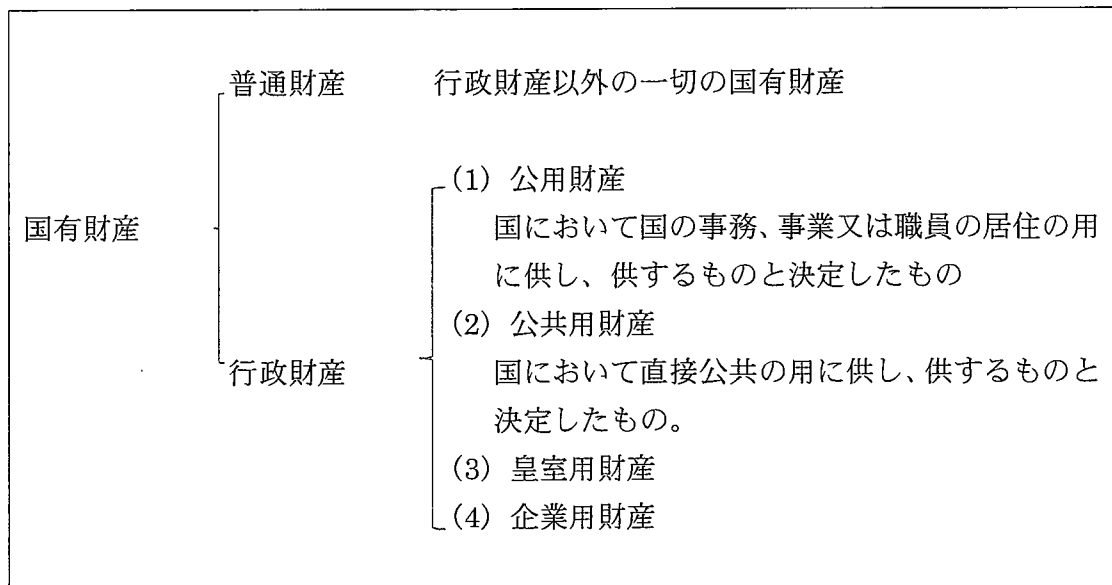 普通財産 行政財産以外の一切の国有財産
(1) 公用財産
国有財産
国において国の事務、事業又は職員の居住の用
に供し、供するものと決定したもの
(2) 公共用財産
行政財産
国において直接公共の用に供し、供するものと
決定したもの。
(3) 皇室用財産
(4) 企業用財産